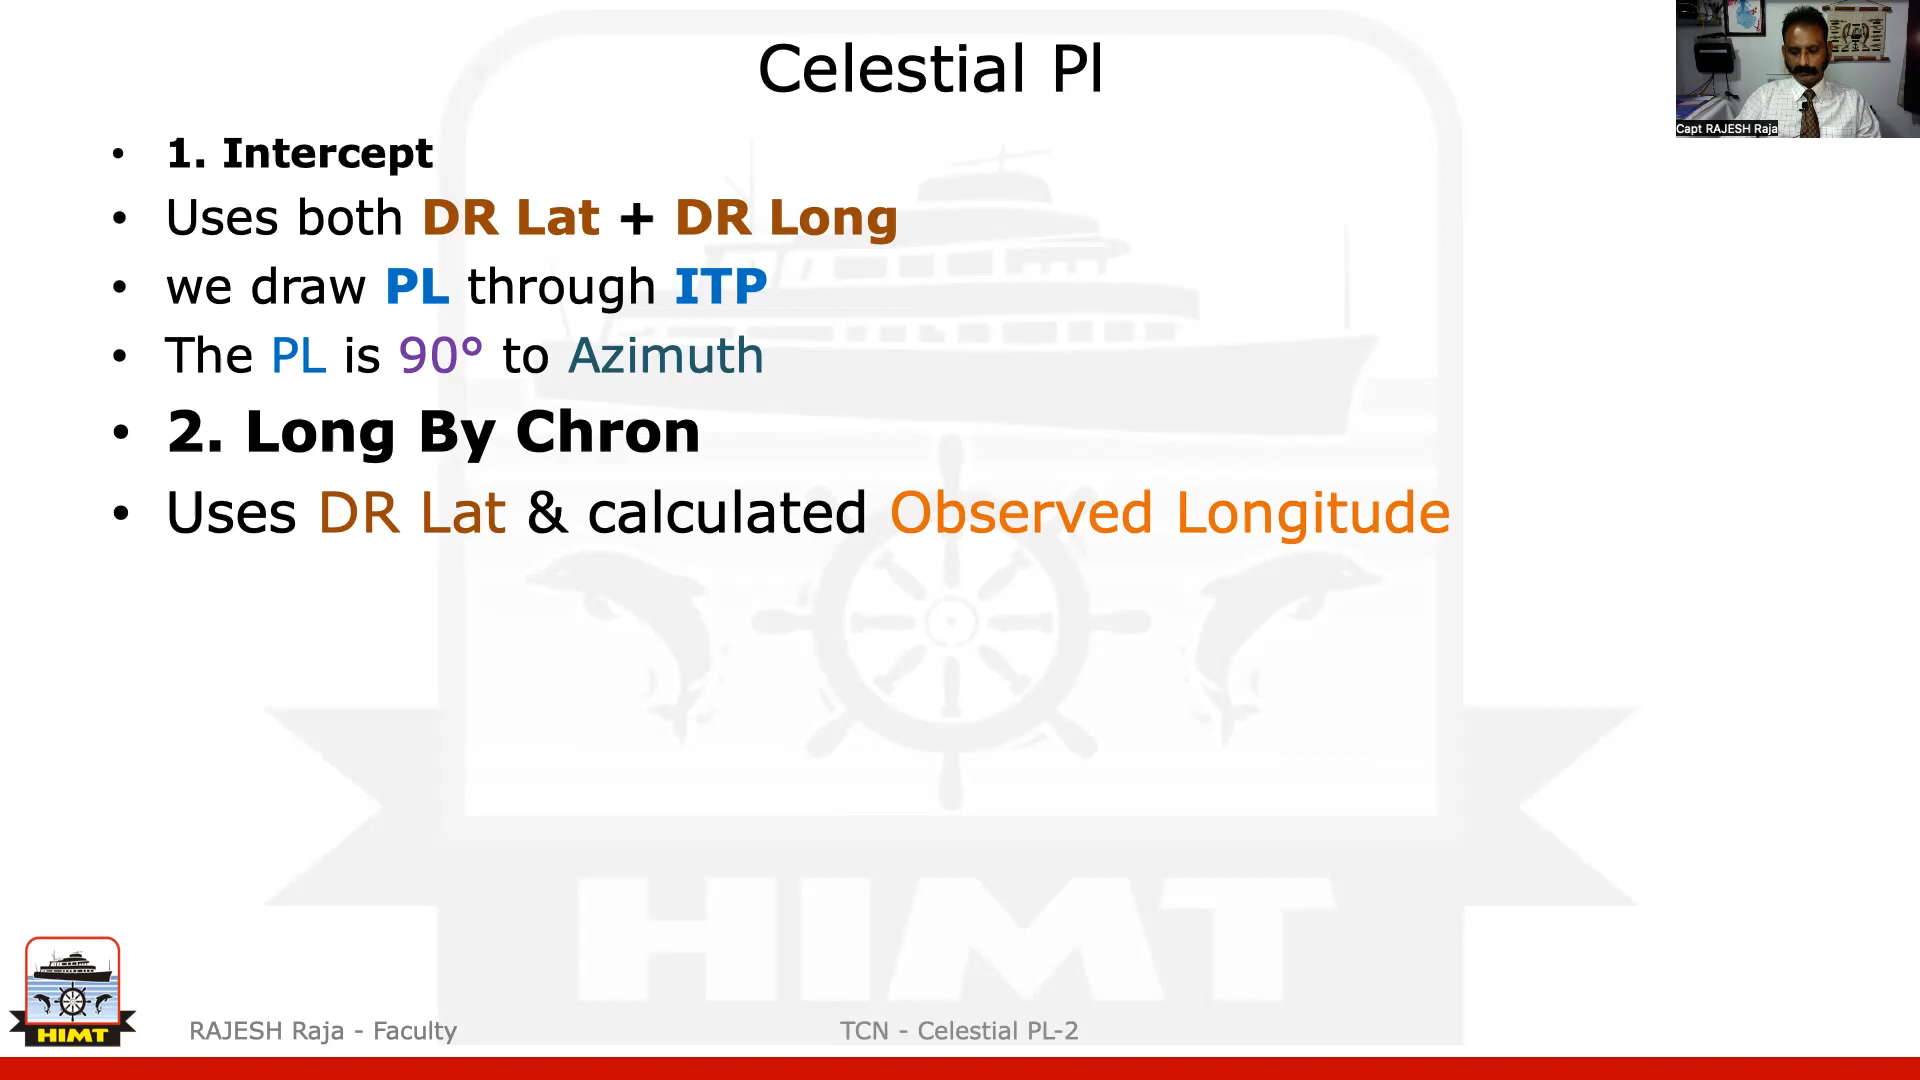 Celestial Pl
Capt RAJESH Raja
• 1. Intercept
• Uses both DR Lat + DR Long
• we draw PL through ITP
• The PL is 90° to Azimuth
• 2. Long By Chron
• Uses DR Lat & calculated Observed Longitude
HIMT
HIMT
RAJESH Raja - Faculty
TCN - Celestial PL-2